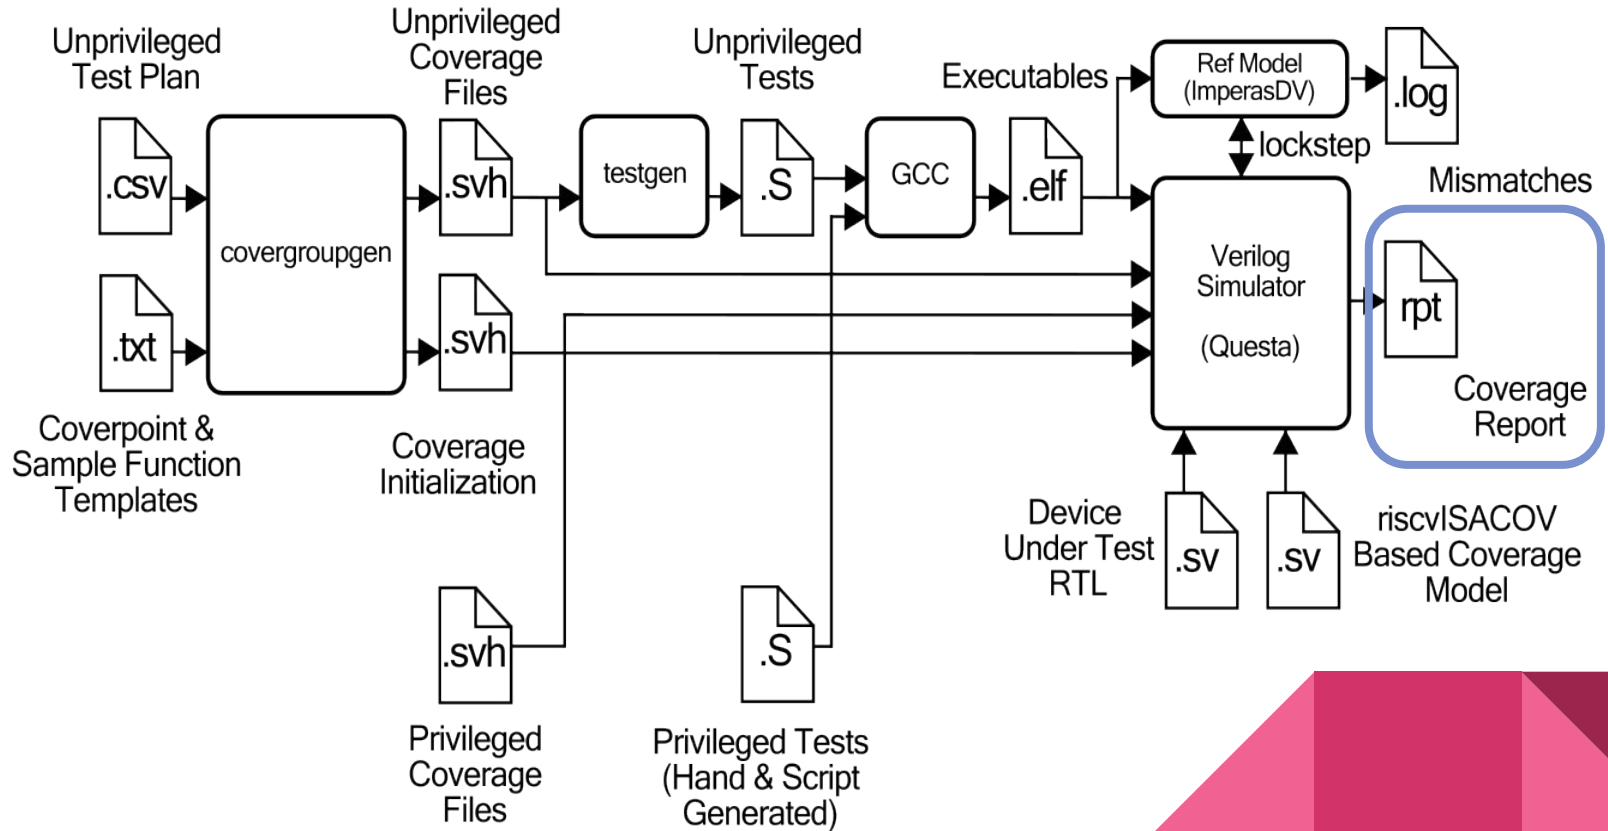 Unprivileged
Test Plan
.csv
.txt
Coverpoint &
Sample Function
Templates
covergroupgen
Unprivileged
Coverage
Files
.svh
.svh
Coverage
Initialization
.svh
Privileged
Coverage
Files
testgen
Unprivileged
Tests
.S
.S
Privileged Tests
(Hand & Script
Generated)
GCC
Executables
.elf
Ref Model
(ImperasDV)
.log
lockstep
Mismatches
Verilog
Simulator
(Questa)
rpt
Coverage
Report
Device
Under Test
RTL
.sv
.sv
riscvISACOV
Based Coverage
Model